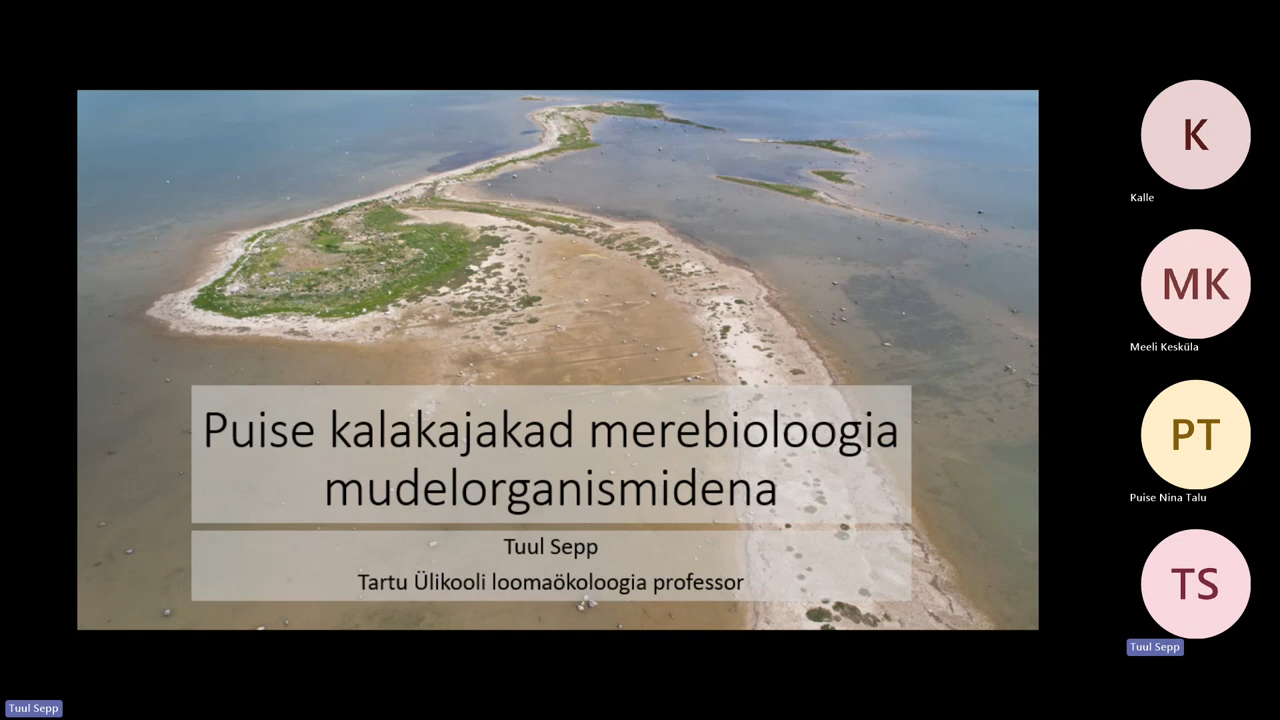 Puise kalakajakad merebioloogia
mudelorganismidena
Tuul Sepp
Tartu Ülikooli loomaökoloogia professor
K
Kalle
MK
Meeli Kesküla
PT
Puise Nina Talu
TS
Tuul Sepp
Tuul Sepp